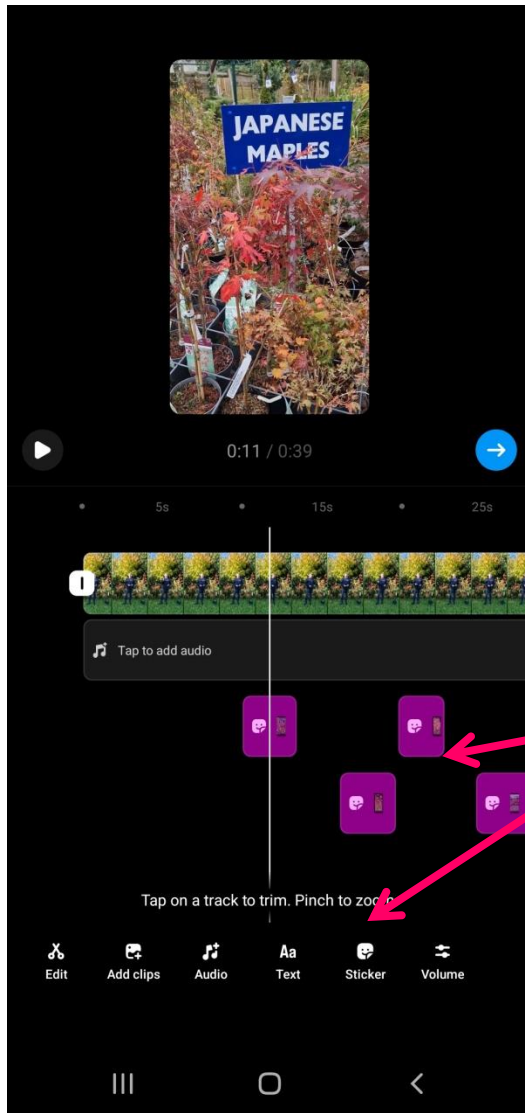 JAPANESE
MAPLES
0:11 / 0:39
5s 15s 25s
Tap to add audio
Tap on a track to trim. Pinch to zoo
Aa
Edit Add clips Audio Text Sticker Volume